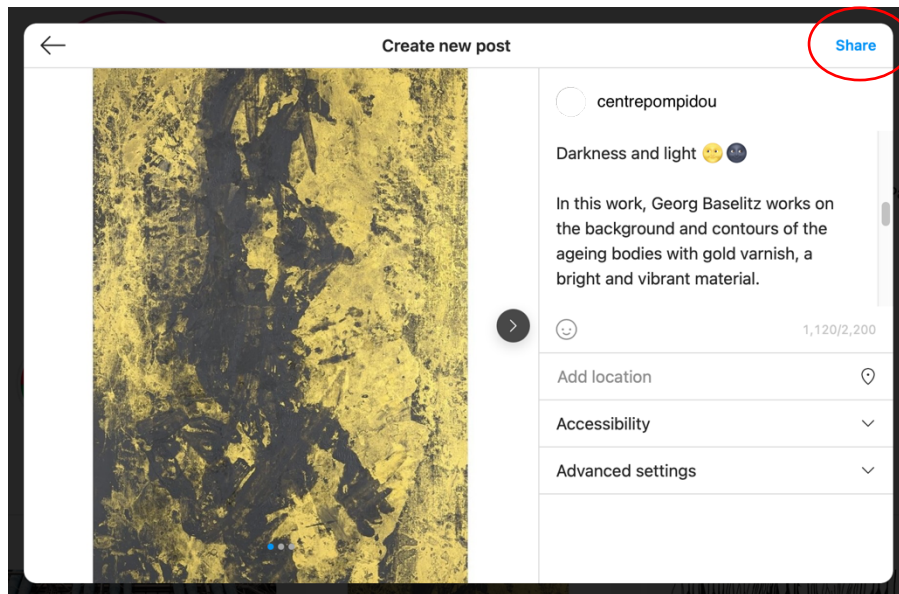 Create new post
Share
centrepompidou
Darkness and light 🌝🌚
In this work, Georg Baselitz works on
the background and contours of the
ageing bodies with gold varnish, a
bright and vibrant material.
1,120/2,200
Add location
Accessibility
Advanced settings